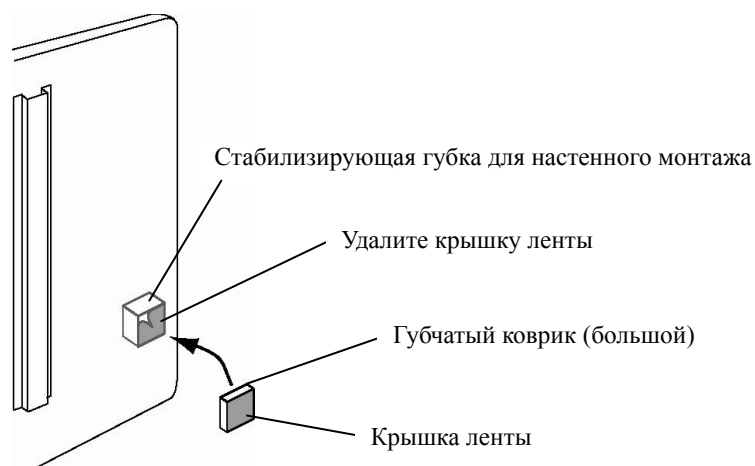 Стабилизирующая губка для настенного монтажа
Удалите крышку ленты
Губчатый коврик (большой)
Крышка ленты